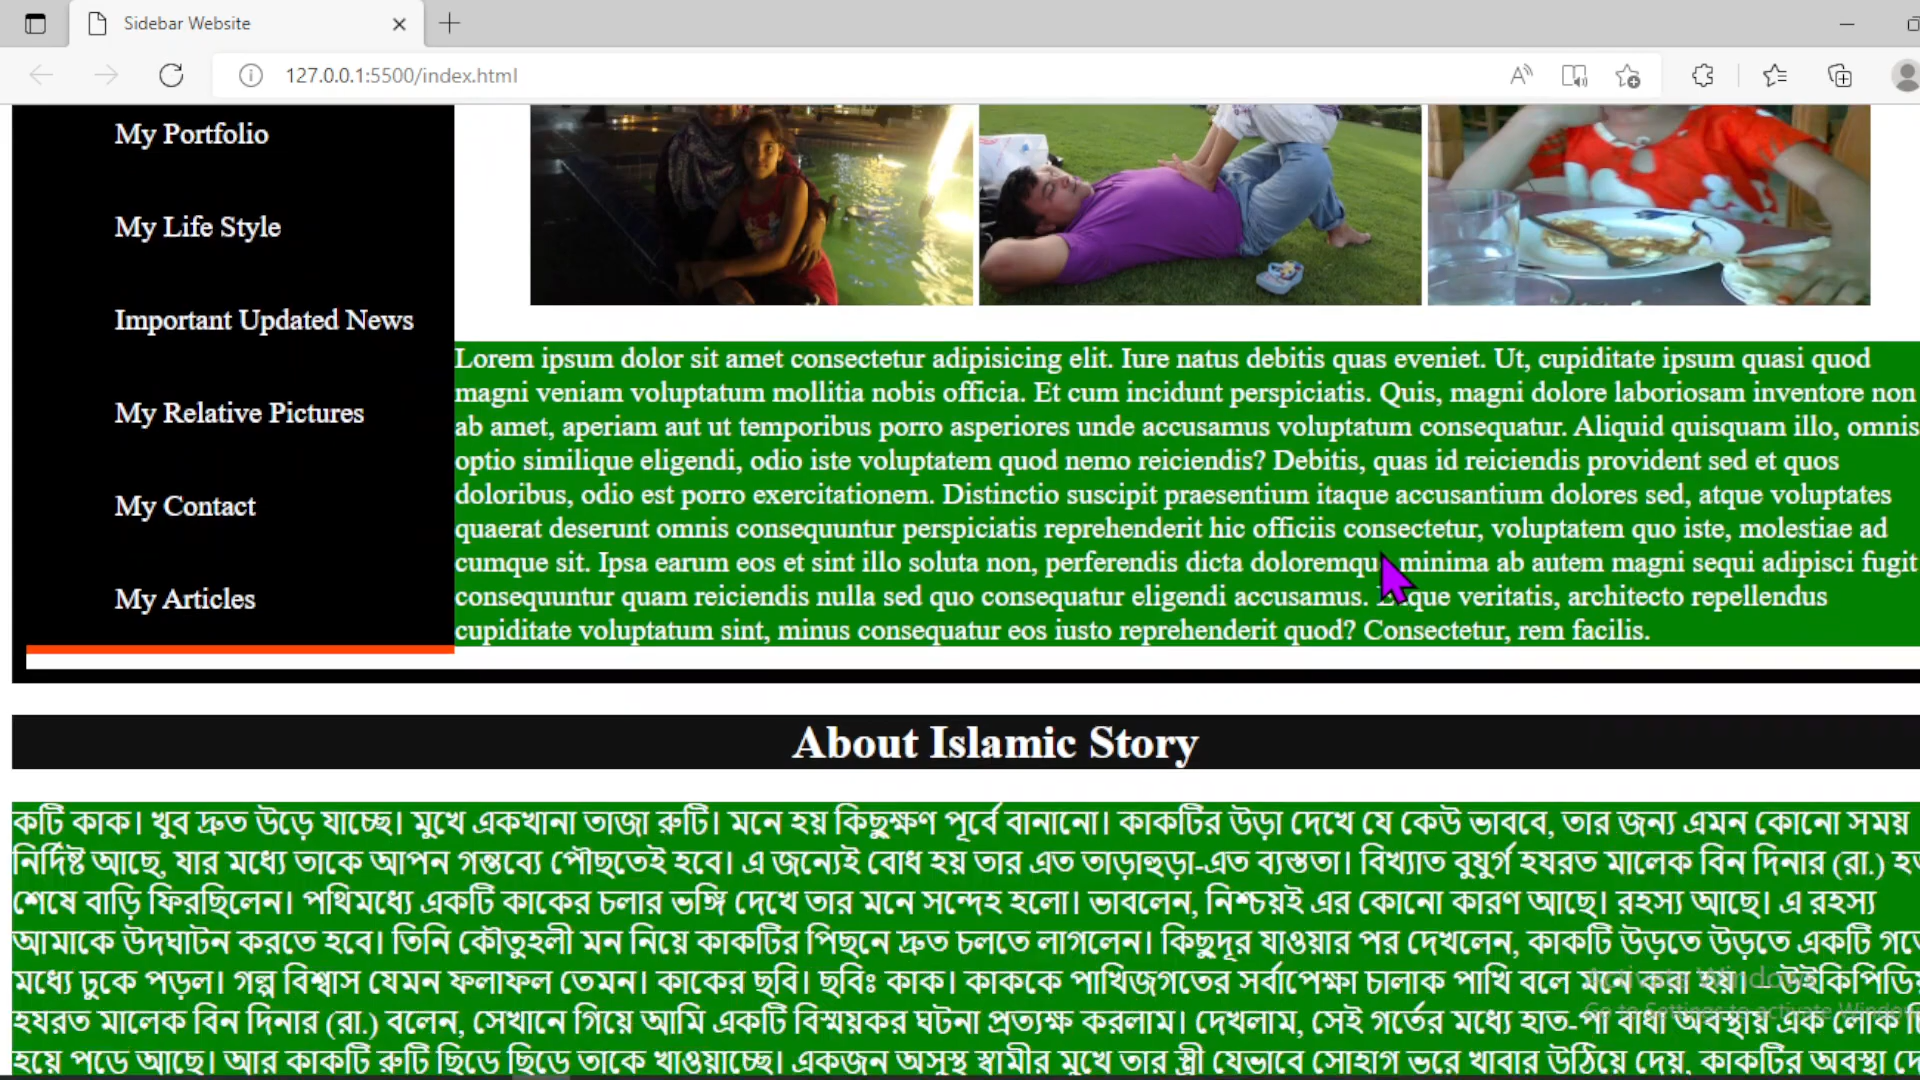 Sidebar Website
127.0.0.1:5500/index.html
My Portfolio
My Life Style
Important Updated News
My Relative Pictures
My Contact
My Articles
Lorem ipsum dolor sit amet consectetur adipisicing elit. Iure natus debitis quas eveniet. Ut, cupiditate ipsum quasi quod
magni veniam voluptatum mollitia nobis officia. Et cum incidunt perspiciatis. Quis, magni dolore laboriosam inventore non
ab amet, aperiam aut ut temporibus porro asperiores unde accusamus voluptatum consequatur. Aliquid quisquam illo, omnis
optio similique eligendi, odio iste voluptatem quod nemo reiciendis? Debitis, quas id reiciendis provident sed et quos
doloribus, odio est porro exercitationem. Distinctio suscipit praesentium itaque accusantium dolores sed, atque voluptates
quaerat deserunt omnis consequuntur perspiciatis reprehenderit hic officiis consectetur, voluptatem quo iste, molestiae ad
cumque sit. Ipsa earum eos et sint illo soluta non, perferendis dicta minima ab autem magni sequi adipisci fugit
consequuntur quam reiciendis nulla sed quo consequatur eligendi accusamus. veritatis, architecto repellendus
cupiditate voluptatum sint, minus consequatur eos iusto reprehenderit quod? Consectetur, rem facilis.
About Islamic Story
কটি কাক। খুব দ্রুত উড়ে যাচ্ছে। মুখে একখানা তাজা রুটি। মনে হয় কিছুক্ষণ পূর্বে বানানো। কাকটির উড়া দেখে যে কেউ ভাববে, তার জন্য এমন কোনো সময়
নির্দিষ্ট আছে, যার মধ্যে তাকে আপন গন্তব্যে পৌছতেই হবে। এ জন্যেই বোধ হয় তার এত তাড়াহুড়া-এত ব্যস্ততা। বিখ্যাত বুযুর্গ হযরত মালেক বিন দিনার (রা.)
শেষে বাড়ি ফিরছিলেন। পথিমধ্যে একটি কাকের চলার ভঙ্গি দেখে তার মনে সন্দেহ হলো। ভাবলেন, নিশ্চয়ই এর কোনো কারণ আছে। রহস্য আছে। এ রহস্য
আমাকে উদঘাটন করতে হবে। তিনি কৌতুহলী মন নিয়ে কাকটির পিছনে দ্রুত চলতে লাগলেন। কিছুদূর যাওয়ার পর দেখলেন, কাকটি উড়তে উড়তে একটি
মধ্যে ঢুকে পড়ল। গল্প বিশ্বাস যেমন ফলাফল তেমন। কাকের ছবি। ছবিঃ কাক। কাককে পাখিজগতের সর্বাপেক্ষা চালাক পাখি বলে মনে করা হয়। –
হযরত মালেক বিন দিনার (রা.) বলেন, সেখানে গিয়ে আমি একটি বিস্ময়কর ঘটনা প্রত্যক্ষ করলাম। দেখলাম, সেই গর্তের মধ্যে হাত-পা বাধা অবস্থায় এক লোক
হয়ে পড়ে আছে। আর কাকটি রুটি ছিড়ে ছিড়ে তাকে খাওয়াচ্ছে। একজন অসুস্থ স্বামীর মুখে তার স্ত্রী যেভাবে সোহাগ ভরে খাবার উঠিয়ে দেয়, কাকটির অবস্থা
Activate Windows
Go to Settings to activate Windows